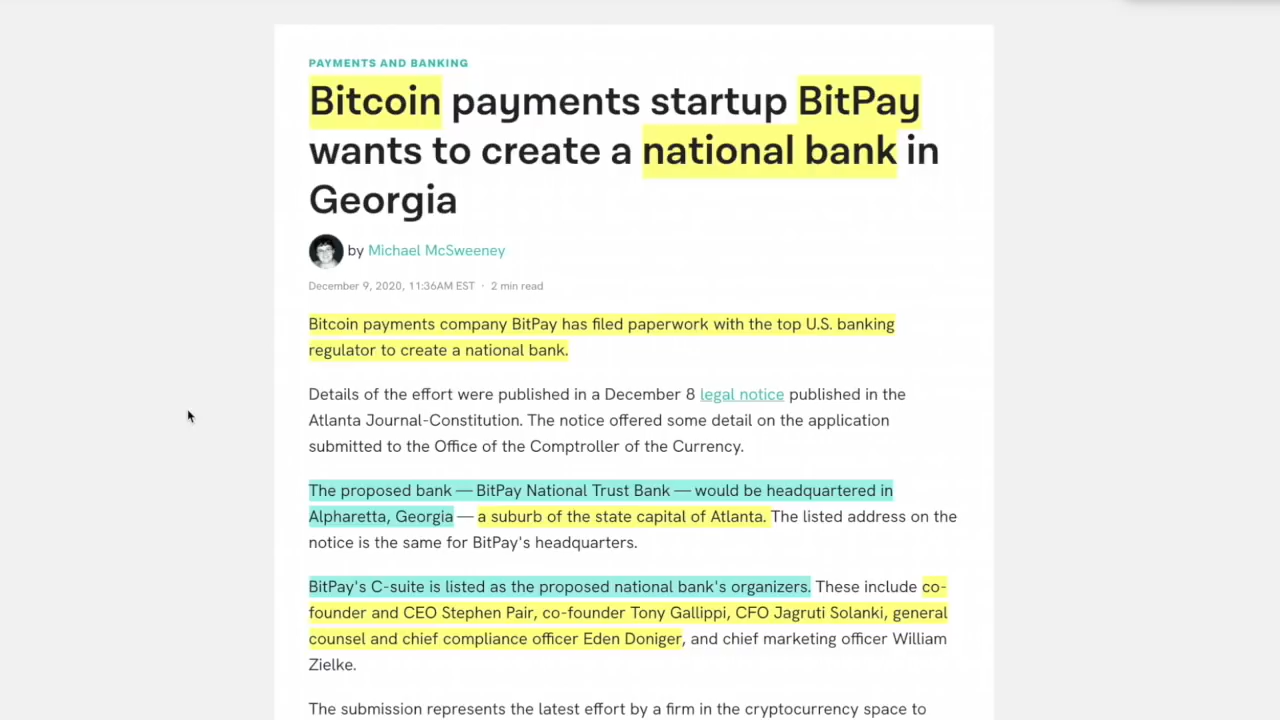 PAYMENTS AND BANKING
Bitcoin payments startup BitPay
wants to create a national bank in
Georgia
by Michael McSweeney
December 9, 2020, 11:36AM EST · 2 min read
Bitcoin payments company BitPay has filed paperwork with the top U.S. banking
regulator to create a national bank.
Details of the effort were published in a December 8 legal notice published in the
Atlanta Journal-Constitution. The notice offered some detail on the application
submitted to the Office of the Comptroller of the Currency.
The proposed bank — BitPay National Trust Bank — would be headquartered in
Alpharetta, Georgia — a suburb of the state capital of Atlanta. The listed address on the
notice is the same for BitPay's headquarters.
BitPay's C-suite is listed as the proposed national bank's organizers. These include co-
founder and CEO Stephen Pair, co-founder Tony Gallippi, CFO Jagruti Solanki, general
counsel and chief compliance officer Eden Doniger, and chief marketing officer William
Zielke.
The submission represents the latest effort by a firm in the cryptocurrency space to